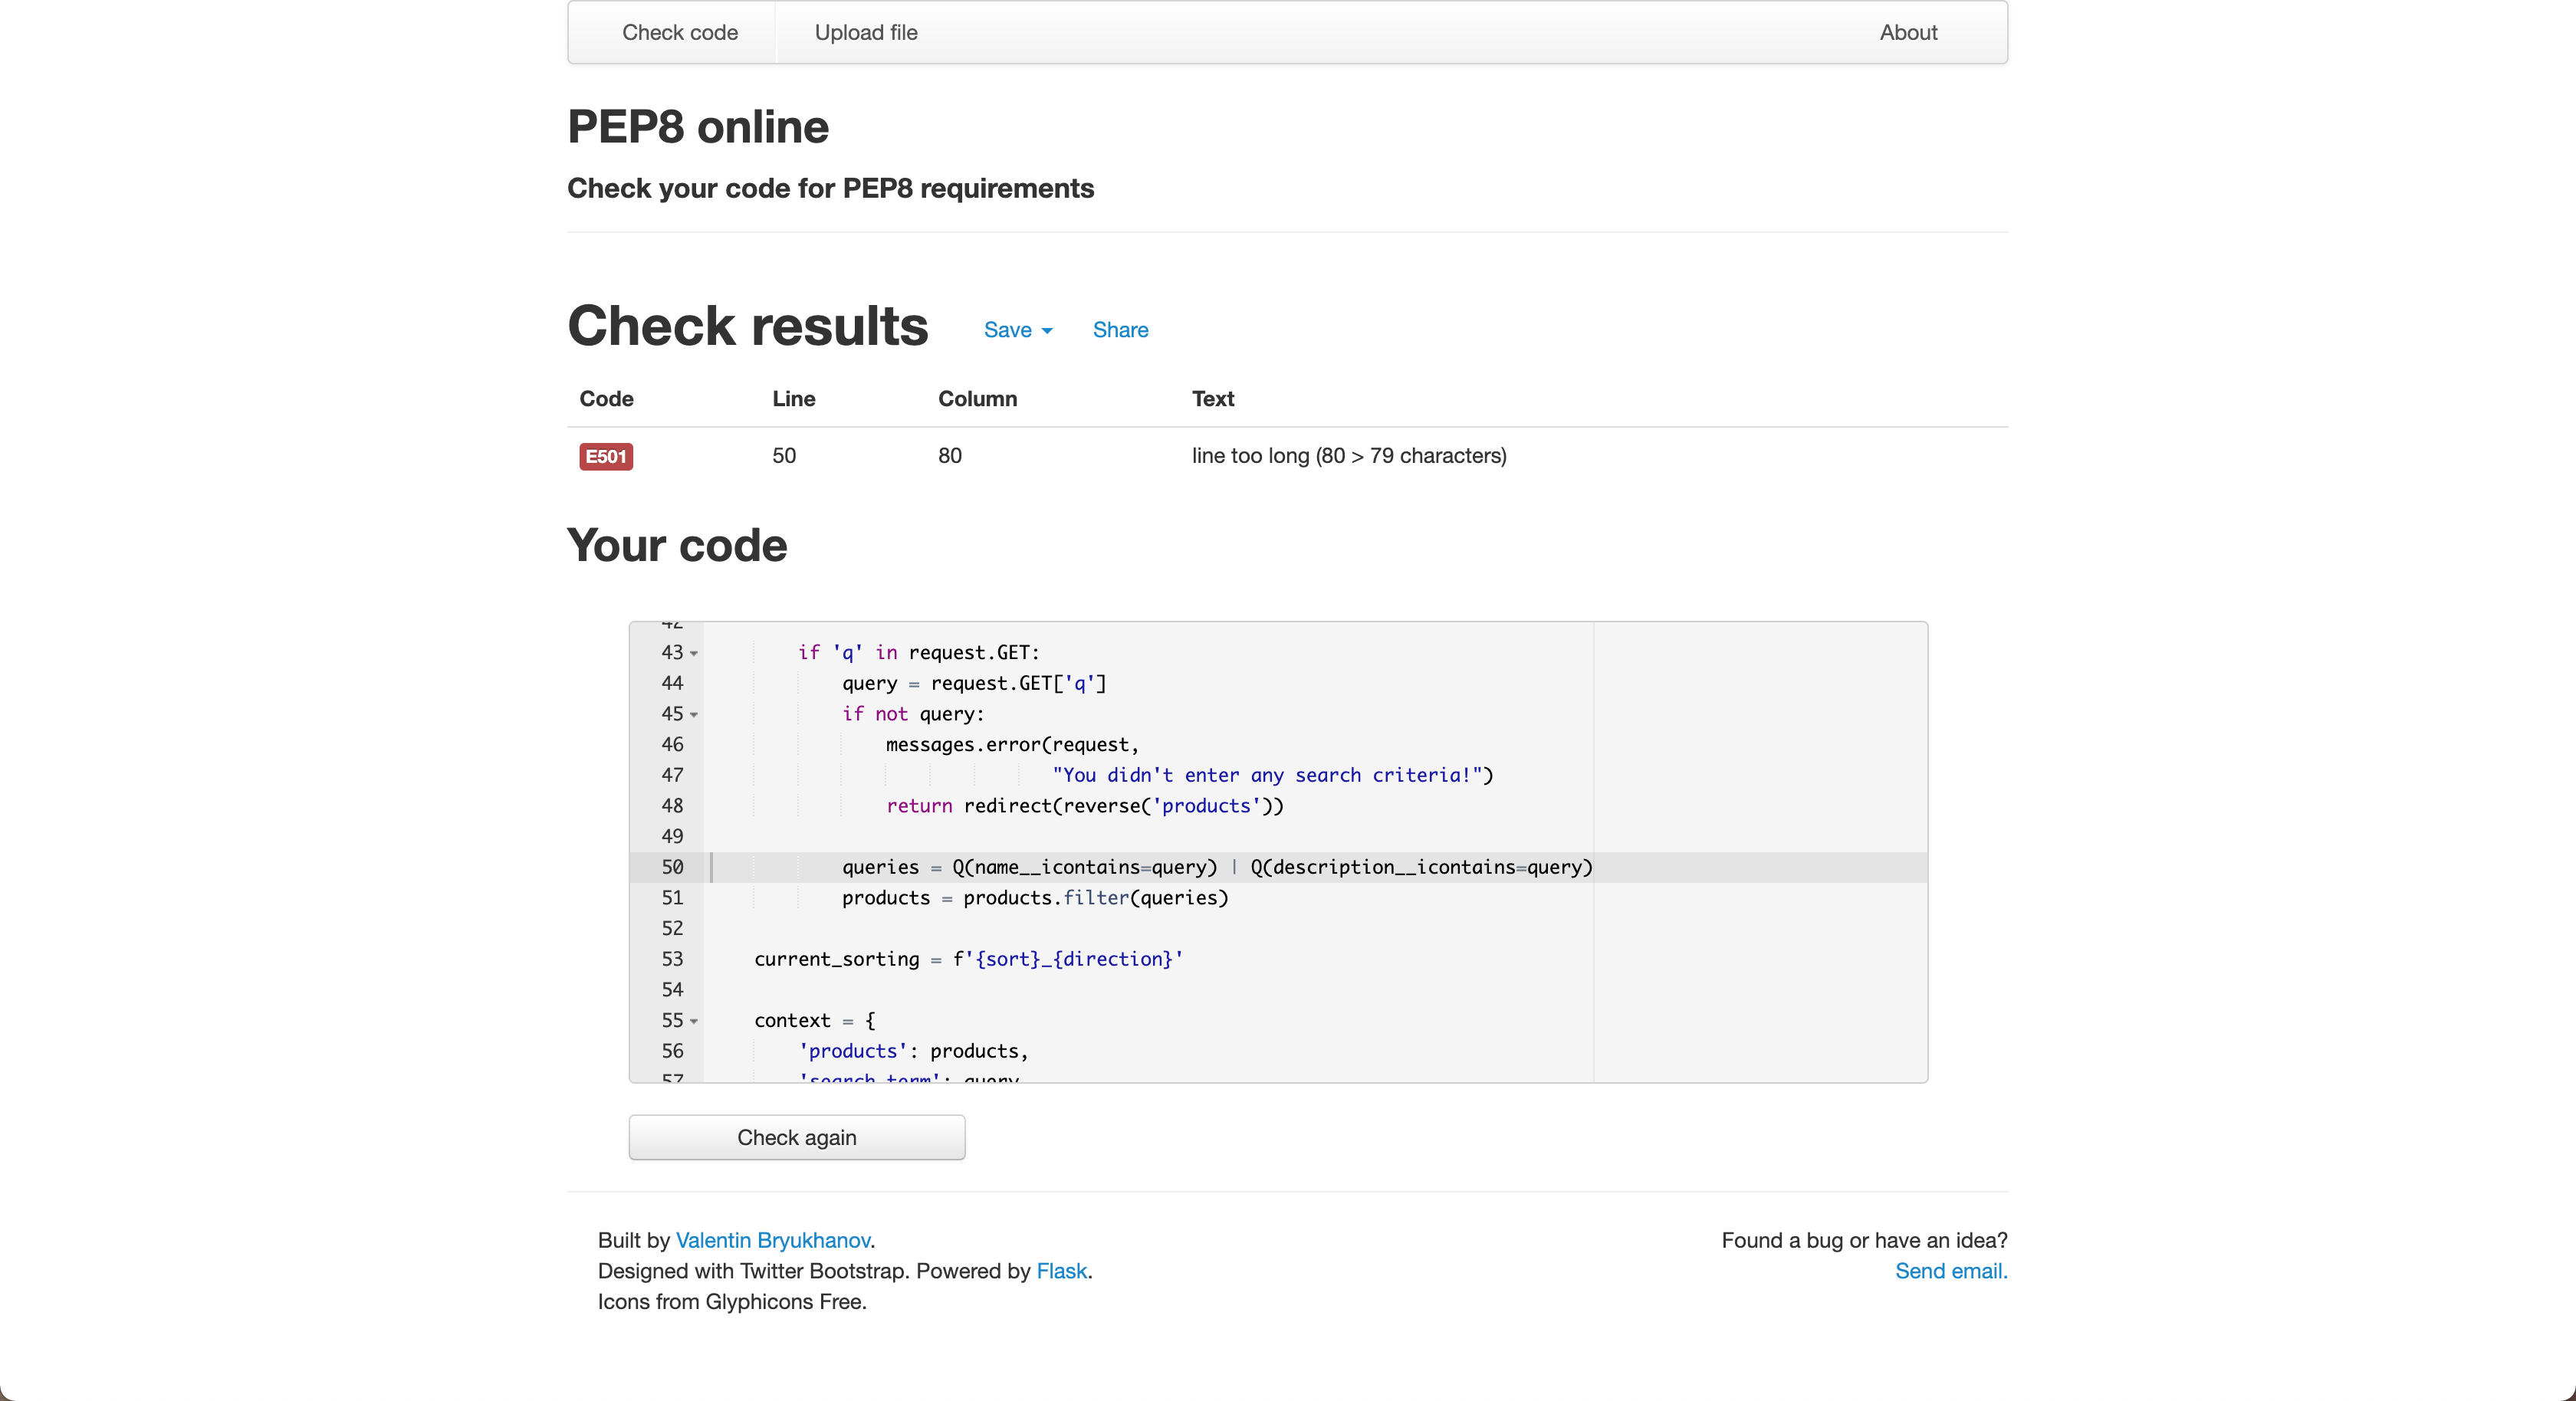 Check code Upload file About
PEP8 online
Check your code for PEP8 requirements
Check results Save Share
Code Line Column Text
E501 50 80 line too long (80 > 79 characters)
Your code
42
43 if 'q' in request.GET:
44 query = request.GET['q']
45 if not query:
46 messages.error(request,
47 "You didn't enter any search criteria!")
48 return redirect(reverse('products'))
49
50 queries = Q(name__icontains=query) | Q(description__icontains=query)
51 products = products.filter(queries)
52
53 current_sorting = f'{sort}_{direction}'
54
55 context = {
56 'products': products,
57 'search_term': query,
Check again
Built by Valentin Bryukhanov.
Designed with Twitter Bootstrap. Powered by Flask.
Icons from Glyphicons Free.
Found a bug or have an idea?
Send email.